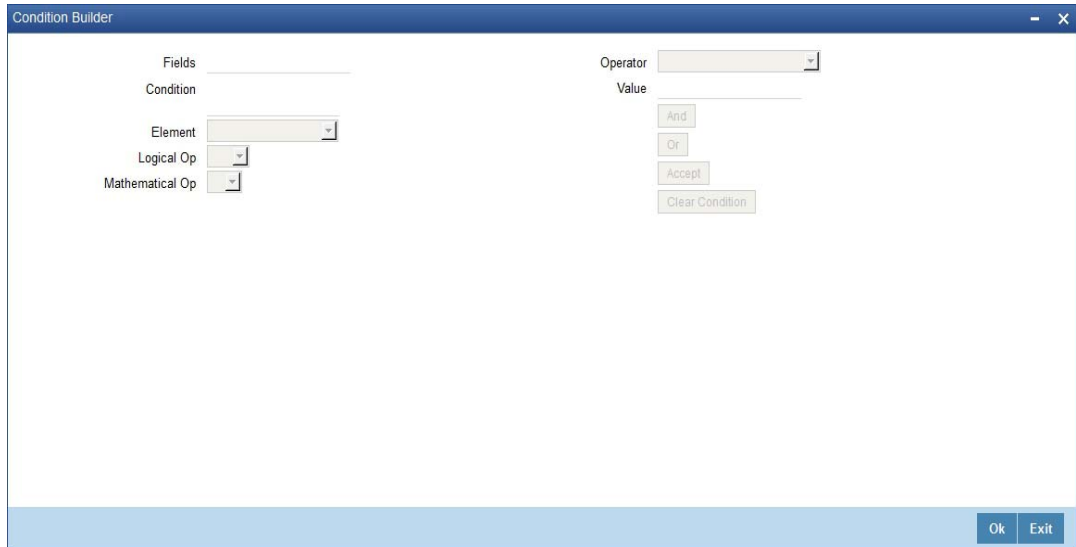 Condition Builder
Fields
Condition
Element
Logical Op
Mathematical Op
Operator
Value
And
Or
Accept
Clear Condition
Ok
Exit